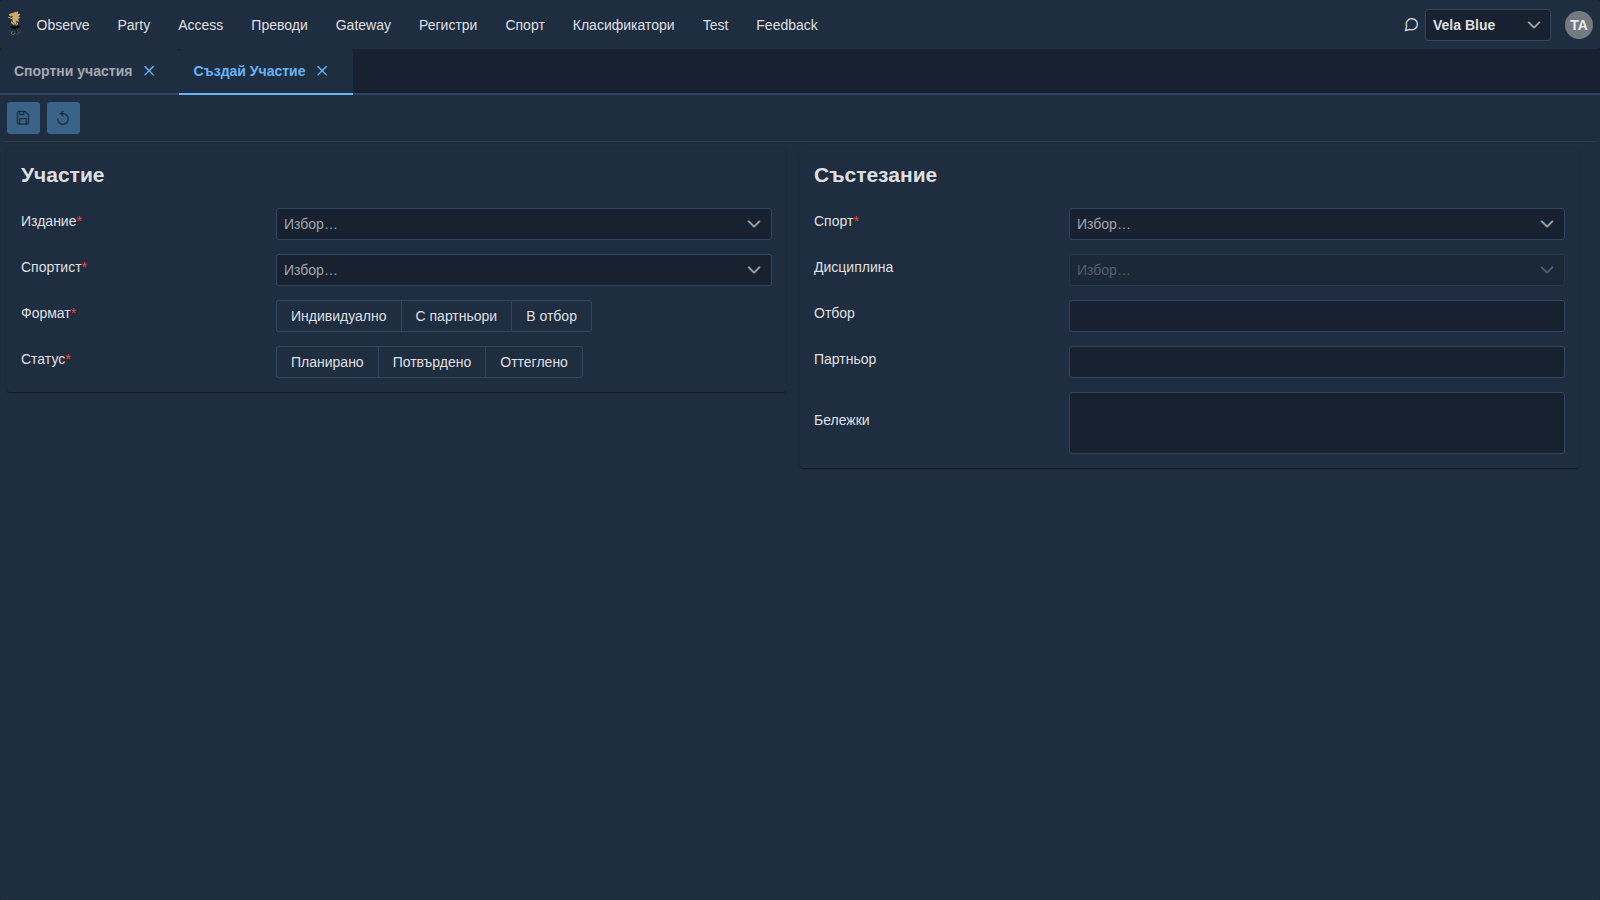 Observe Party Access Преводи Gateway Регистри Спорт Класификатори Test Feedback Vela Blue TA
Спортни участия Създай Участие
Участие
Издание* Избор…
Спортист* Избор…
Формат* Индивидуално С партньори В отбор
Статус* Планирано Потвърдено Оттеглено
Състезание
Спорт* Избор…
Дисциплина Избор…
Отбор
Партньор
Бележки